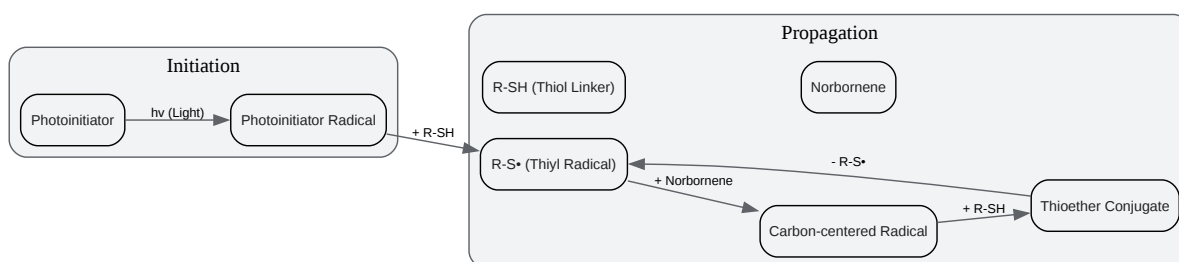 Initiation
Photoinitiator
hv (Light)
Photoinitiator Radical
+ R-SH
Propagation
R-SH (Thiol Linker)
Norbornene
R-S• (Thiyl Radical)
- R-S•
+ Norbornene
Carbon-centered Radical
+ R-SH
Thioether Conjugate